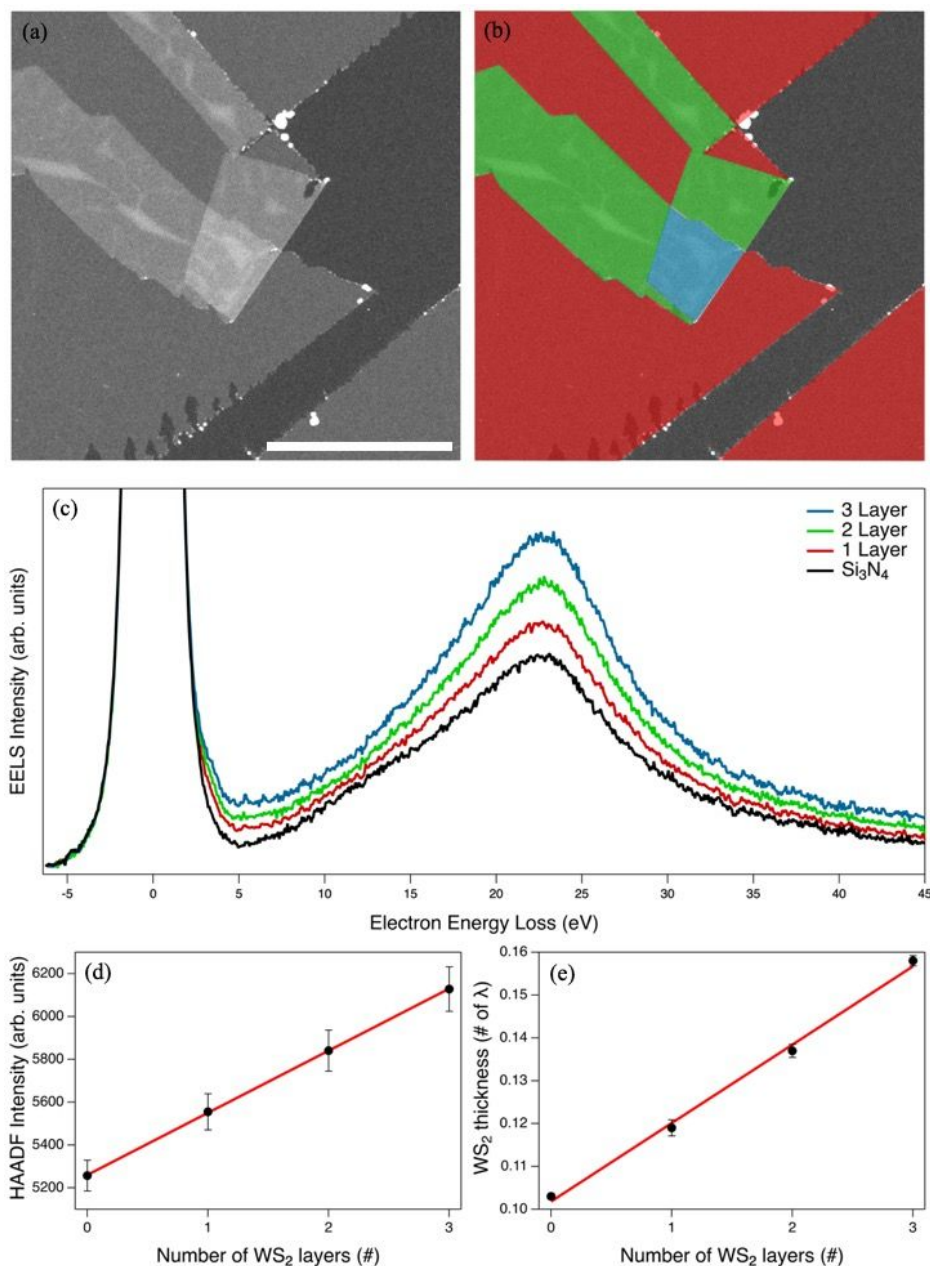 (a)
(b)
(c)
3 Layer
2 Layer
1 Layer
Si₃N₄
EELS Intensity (arb. units)
-5 0 5 10 15 20 25 30 35 40 45
Electron Energy Loss (eV)
(d)
HAADF Intensity (arb. units)
6200
6000
5800
5600
5400
5200
0 1 2 3
Number of WS₂ layers (#)
(e)
WS₂ thickness (# of λ)
0.16
0.15
0.14
0.13
0.12
0.11
0.10
0 1 2 3
Number of WS₂ layers (#)